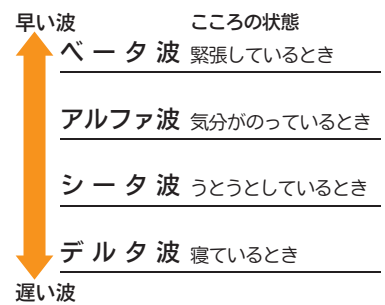 早い波 こころの状態
ベータ波 緊張しているとき
アルファ波 気分がのっているとき
シータ波 うとうとしているとき
デルタ波 寝ているとき
遅い波